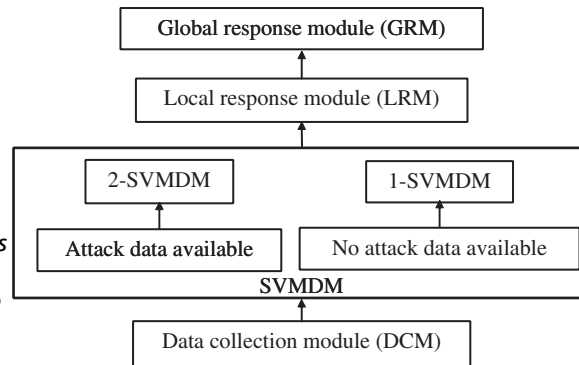 Global response module (GRM)
Local response module (LRM)
2-SVMDM
1-SVMDM
Attack data available
No attack data available
SVMDM
Data collection module (DCM)